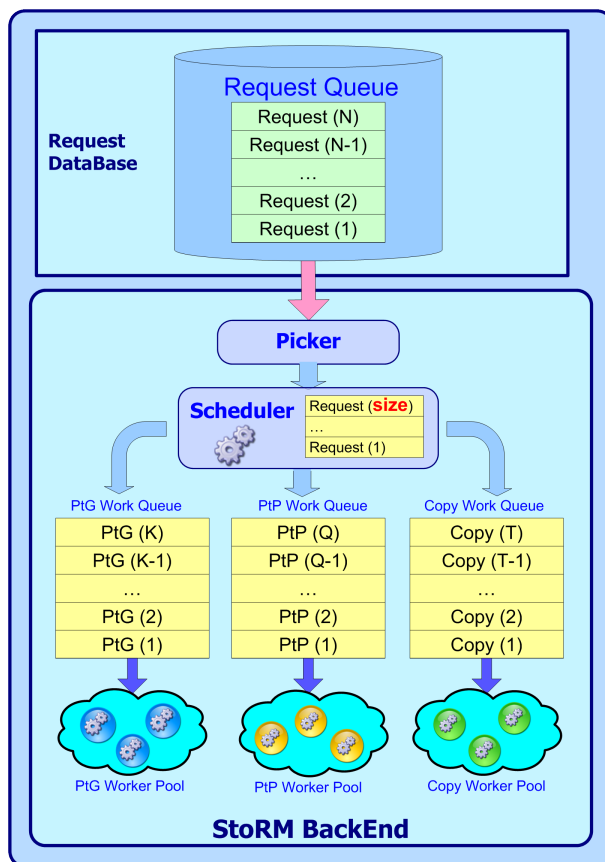 Request Queue
Request (N)
Request (N-1)
...
Request (2)
Request (1)
Request
DataBase
Picker
Scheduler
Request (size)
...
Request (1)
PtG Work Queue
PtG (K)
PtG (K-1)
...
PtG (2)
PtG (1)
PtG Worker Pool
PtP Work Queue
PtP (Q)
PtP (Q-1)
...
PtP (2)
PtP (1)
PtP Worker Pool
Copy Work Queue
Copy (T)
Copy (T-1)
...
Copy (2)
Copy (1)
Copy Worker Pool
StoRM BackEnd